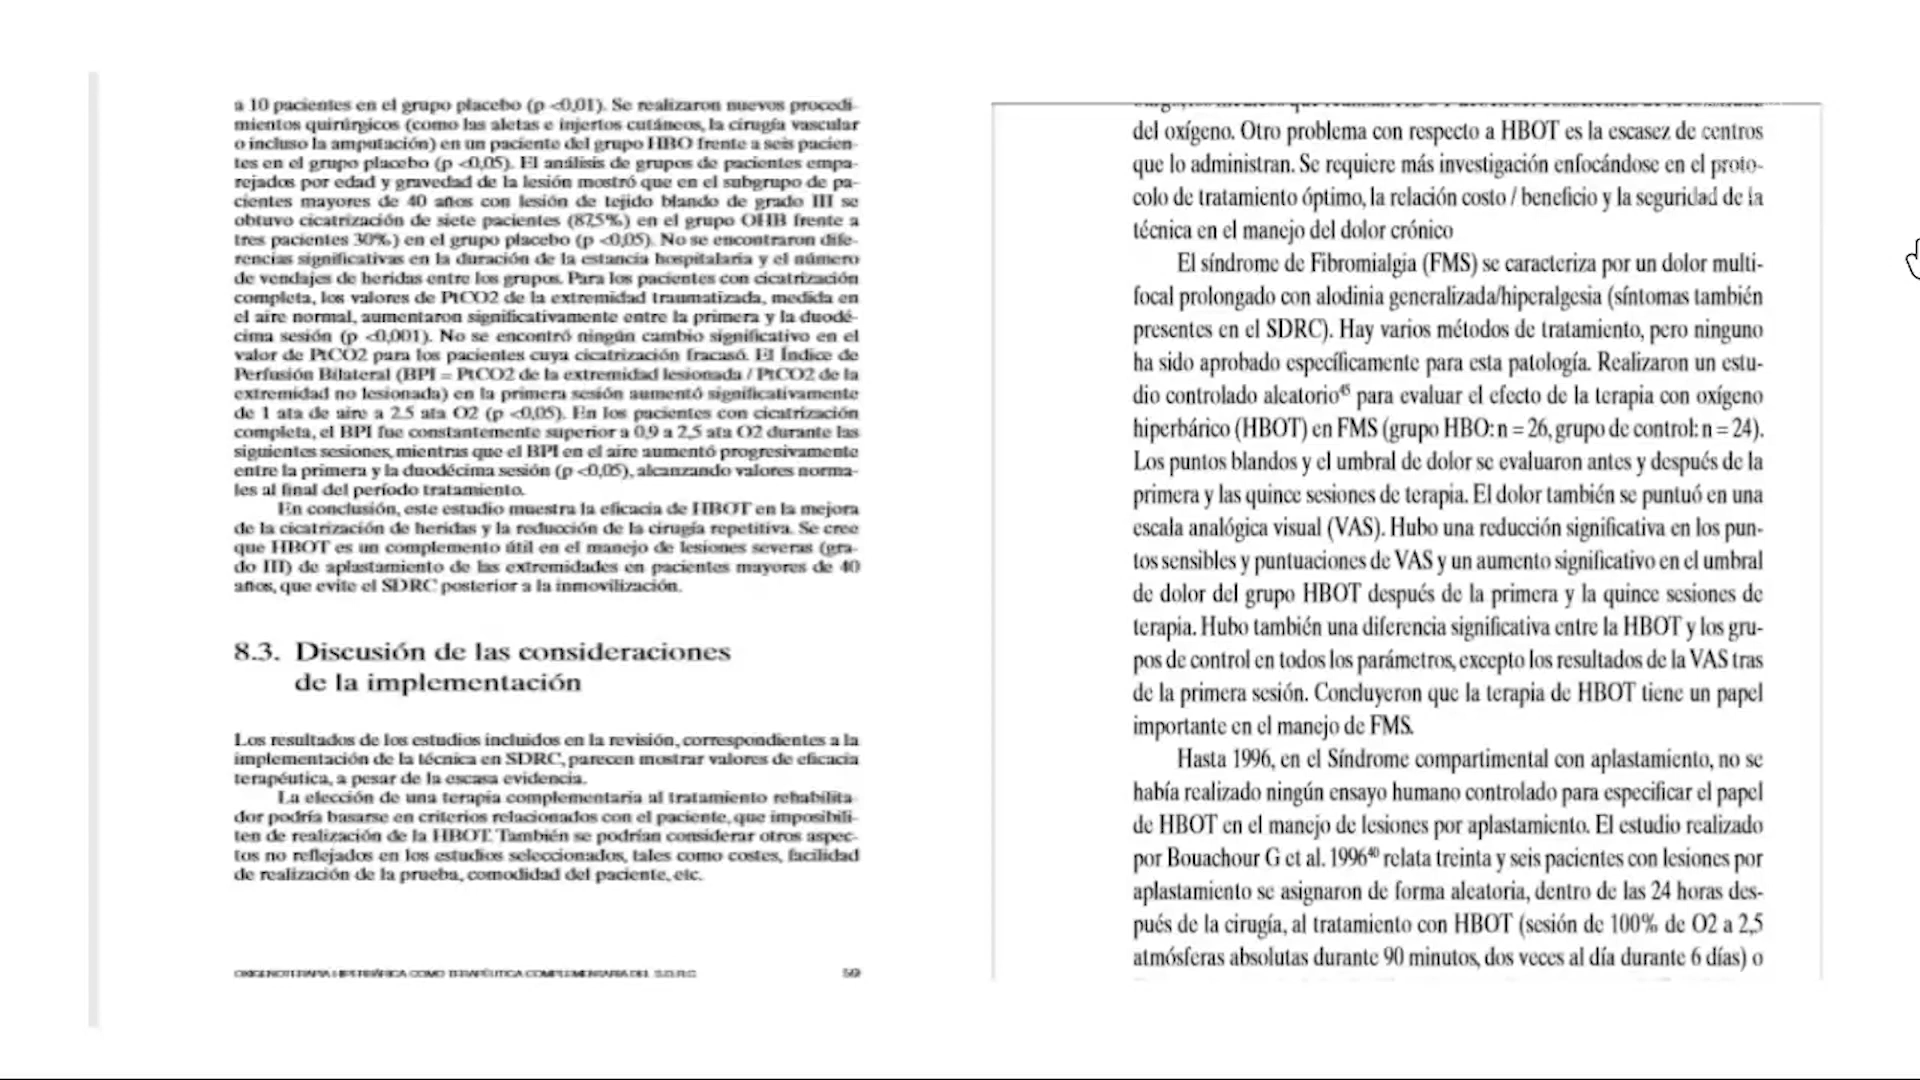 a 10 pacientes en el grupo placebo (p <0,01). Se realizaron nuevos procedi-
mientos quirúrgicos (como las aletas e injertos cutáneos, la cirugía vascular
o incluso la amputación) en un paciente del grupo HBO frente a seis pacien-
tes en el grupo placebo (p <0,05). El análisis de grupos de pacientes empa-
rejados por edad y gravedad de la lesión mostró que en el subgrupo de pa-
cientes mayores de 40 años con lesión de tejido blando de grado III se
obtuvo cicatrización de siete pacientes (87,5%) en el grupo OHB frente a
tres pacientes 30%) en el grupo placebo (p <0,05). No se encontraron dife-
rencias significativas en la duración de la estancia hospitalaria y el número
de vendajes de heridas entre los grupos. Para los pacientes con cicatrización
completa, los valores de PtCO2 de la extremidad traumatizada, medida en
el aire normal, aumentaron significativamente entre la primera y la duodé-
cima sesión (p <0,001). No se encontró ningún cambio significativo en el
valor de PtCO2 para los pacientes cuya cicatrización fracasó. El Índice de
Perfusión Bilateral (BPI = PtCO2 de la extremidad lesionada / PtCO2 de la
extremidad no lesionada) en la primera sesión aumentó significativamente
de 1 ata de aire a 2.5 ata O2 (p <0,05). En los pacientes con cicatrización
completa, el BPI fue constantemente superior a 0,9 a 2,5 ata O2 durante las
siguientes sesiones, mientras que el BPI en el aire aumentó progresivamente
entre la primera y la duodécima sesión (p <0,05), alcanzando valores norma-
les al final del período tratamiento.
En conclusión, este estudio muestra la eficacia de HBOT en la mejora
de la cicatrización de heridas y la reducción de la cirugía repetitiva. Se cree
que HBOT es un complemento útil en el manejo de lesiones severas (gra-
do III) de aplastamiento de las extremidades en pacientes mayores de 40
años, que evite el SDRC posterior a la inmovilización.
8.3. Discusión de las consideraciones
de la implementación
Los resultados de los estudios incluidos en la revisión, correspondientes a la
implementación de la técnica en SDRC, parecen mostrar valores de eficacia
terapéutica, a pesar de la escasa evidencia.
La elección de una terapia complementaria al tratamiento rehabilita-
dor podría basarse en criterios relacionados con el paciente, que imposibili-
ten de realización de la HBOT. También se podrían considerar otros aspec-
tos no reflejados en los estudios seleccionados, tales como costes, facilidad
de realización de la prueba, comodidad del paciente, etc.
OXIGENOTERAPIA HIPERBÁRICA COMO TERAPÉUTICA COMPLEMENTARIA DEL S.D.R.C. 59
del oxígeno. Otro problema con respecto a HBOT es la escasez de centros
que lo administran. Se requiere más investigación enfocándose en el proto-
colo de tratamiento óptimo, la relación costo / beneficio y la seguridad de la
técnica en el manejo del dolor crónico
El síndrome de Fibromialgia (FMS) se caracteriza por un dolor multi-
focal prolongado con alodinia generalizada/hiperalgesia (síntomas también
presentes en el SDRC). Hay varios métodos de tratamiento, pero ninguno
ha sido aprobado específicamente para esta patología. Realizaron un estu-
dio controlado aleatorio45 para evaluar el efecto de la terapia con oxígeno
hiperbárico (HBOT) en FMS (grupo HBO: n = 26, grupo de control: n = 24).
Los puntos blandos y el umbral de dolor se evaluaron antes y después de la
primera y las quince sesiones de terapia. El dolor también se puntuó en una
escala analógica visual (VAS). Hubo una reducción significativa en los pun-
tos sensibles y puntuaciones de VAS y un aumento significativo en el umbral
de dolor del grupo HBOT después de la primera y la quince sesiones de
terapia. Hubo también una diferencia significativa entre la HBOT y los gru-
pos de control en todos los parámetros, excepto los resultados de la VAS tras
de la primera sesión. Concluyeron que la terapia de HBOT tiene un papel
importante en el manejo de FMS.
Hasta 1996, en el Síndrome compartimental con aplastamiento, no se
había realizado ningún ensayo humano controlado para especificar el papel
de HBOT en el manejo de lesiones por aplastamiento. El estudio realizado
por Bouachour G et al. 199640 relata treinta y seis pacientes con lesiones por
aplastamiento se asignaron de forma aleatoria, dentro de las 24 horas des-
pués de la cirugía, al tratamiento con HBOT (sesión de 100% de O2 a 2,5
atmósferas absolutas durante 90 minutos, dos veces al día durante 6 días) o